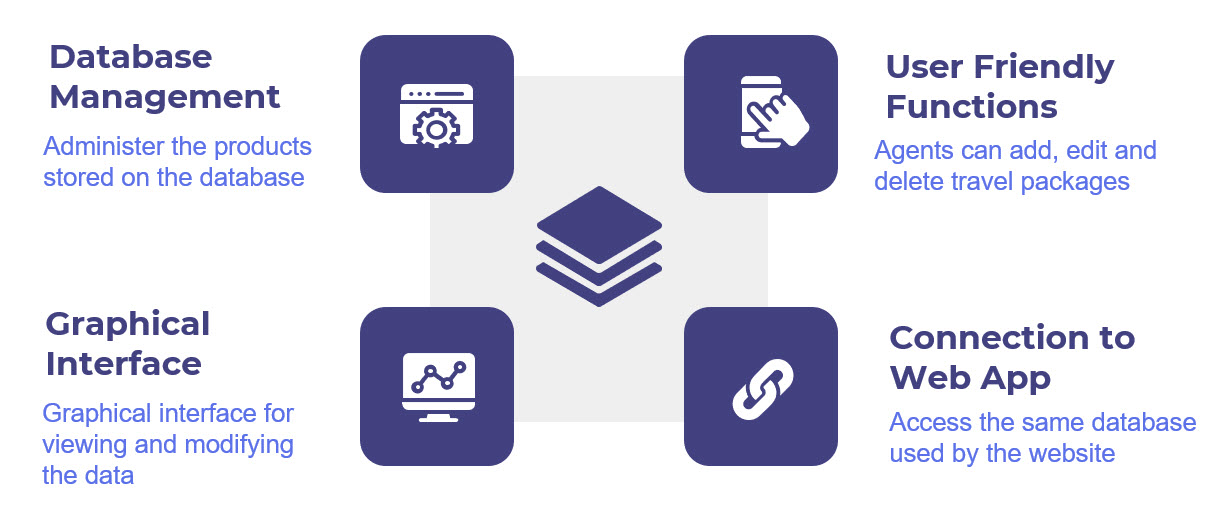 Database
Management
Administer the products
stored on the database
User Friendly
Functions
Agents can add, edit and
delete travel packages
Graphical
Interface
Graphical interface for
viewing and modifying
the data
Connection to
Web App
Access the same database
used by the website